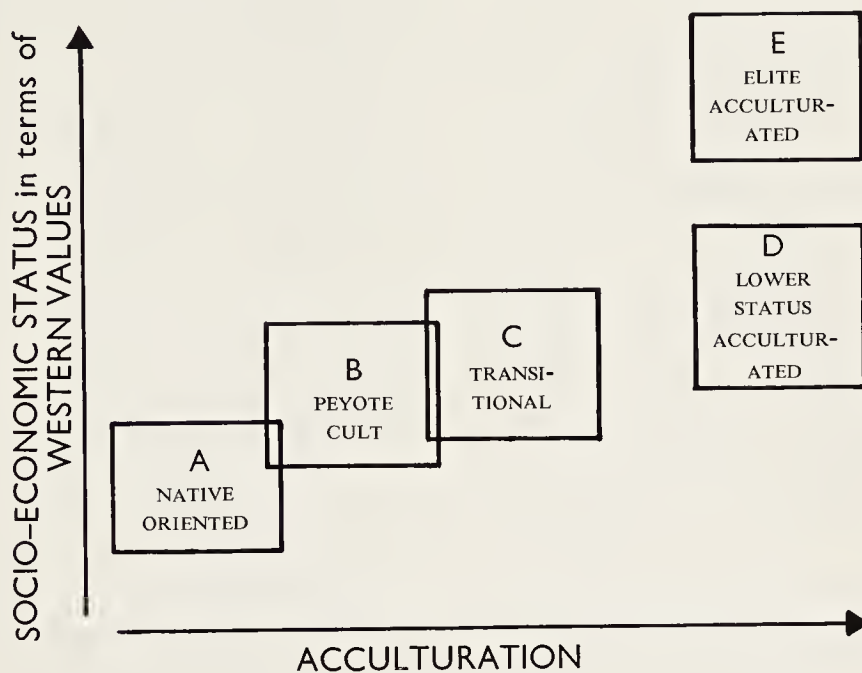 SOCIO-ECONOMIC STATUS in terms of
WESTERN VALUES
E
ELITE
ACCULTUR-
ATED
D
LOWER
STATUS
ACCULTUR-
ATED
C
TRANSI-
TIONAL
B
PEYOTE
CULT
A
NATIVE
ORIENTED
ACCULTURATION